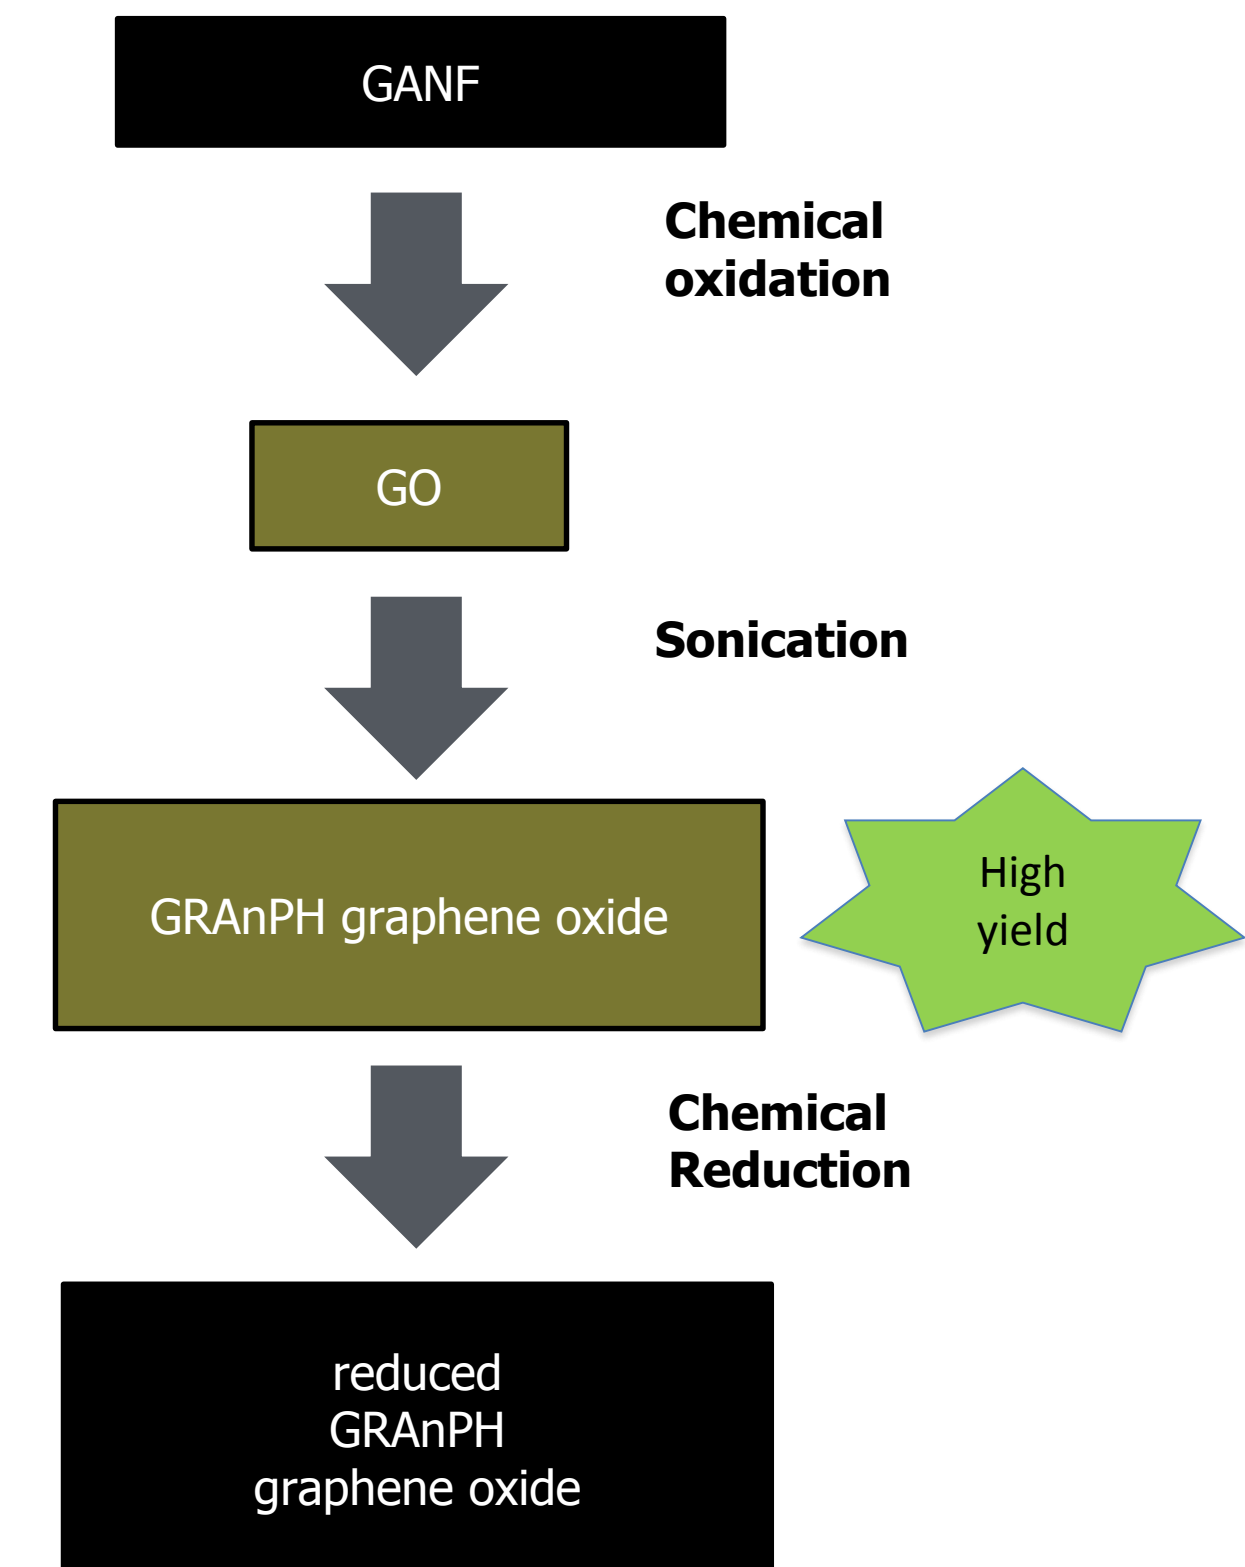 GANF
Chemical
oxidation
GO
Sonication
GRAnPH graphene oxide
High
yield
Chemical
Reduction
reduced
GRAnPH
graphene oxide